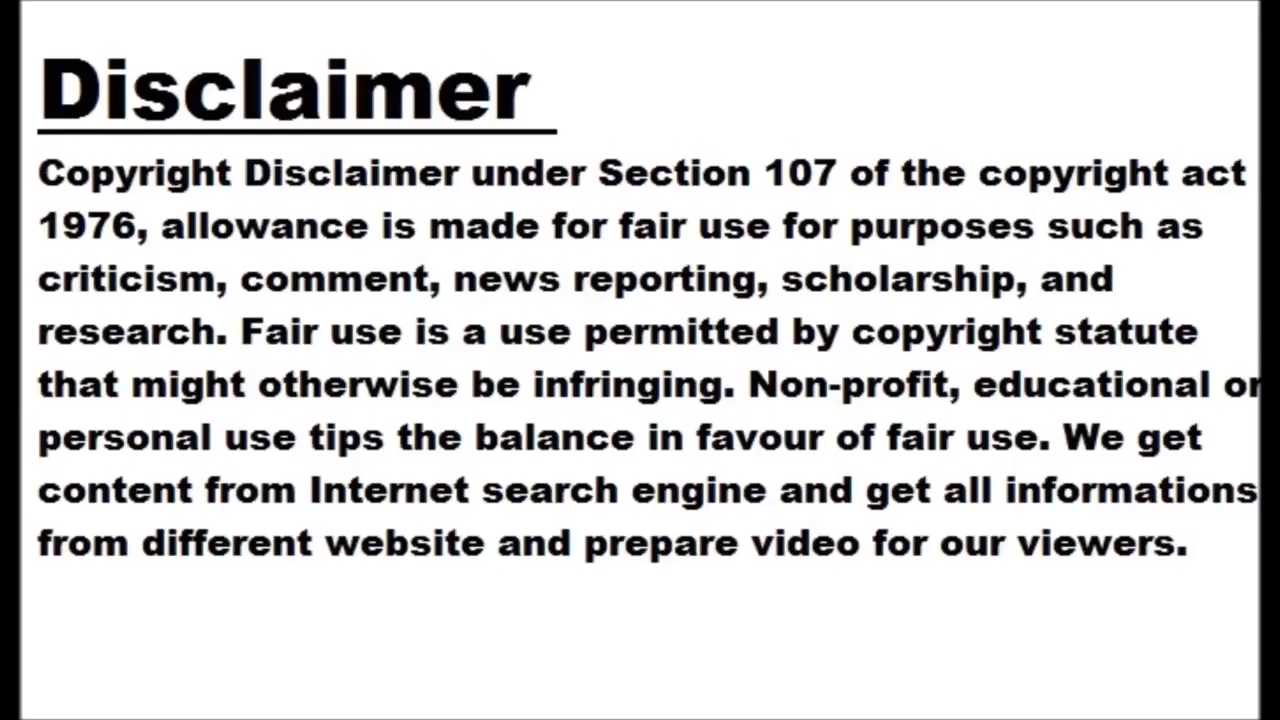 Disclaimer
Copyright Disclaimer under Section 107 of the copyright act
1976, allowance is made for fair use for purposes such as
criticism, comment, news reporting, scholarship, and
research. Fair use is a use permitted by copyright statute
that might otherwise be infringing. Non-profit, educational or
personal use tips the balance in favour of fair use. We get
content from Internet search engine and get all informations
from different website and prepare video for our viewers.